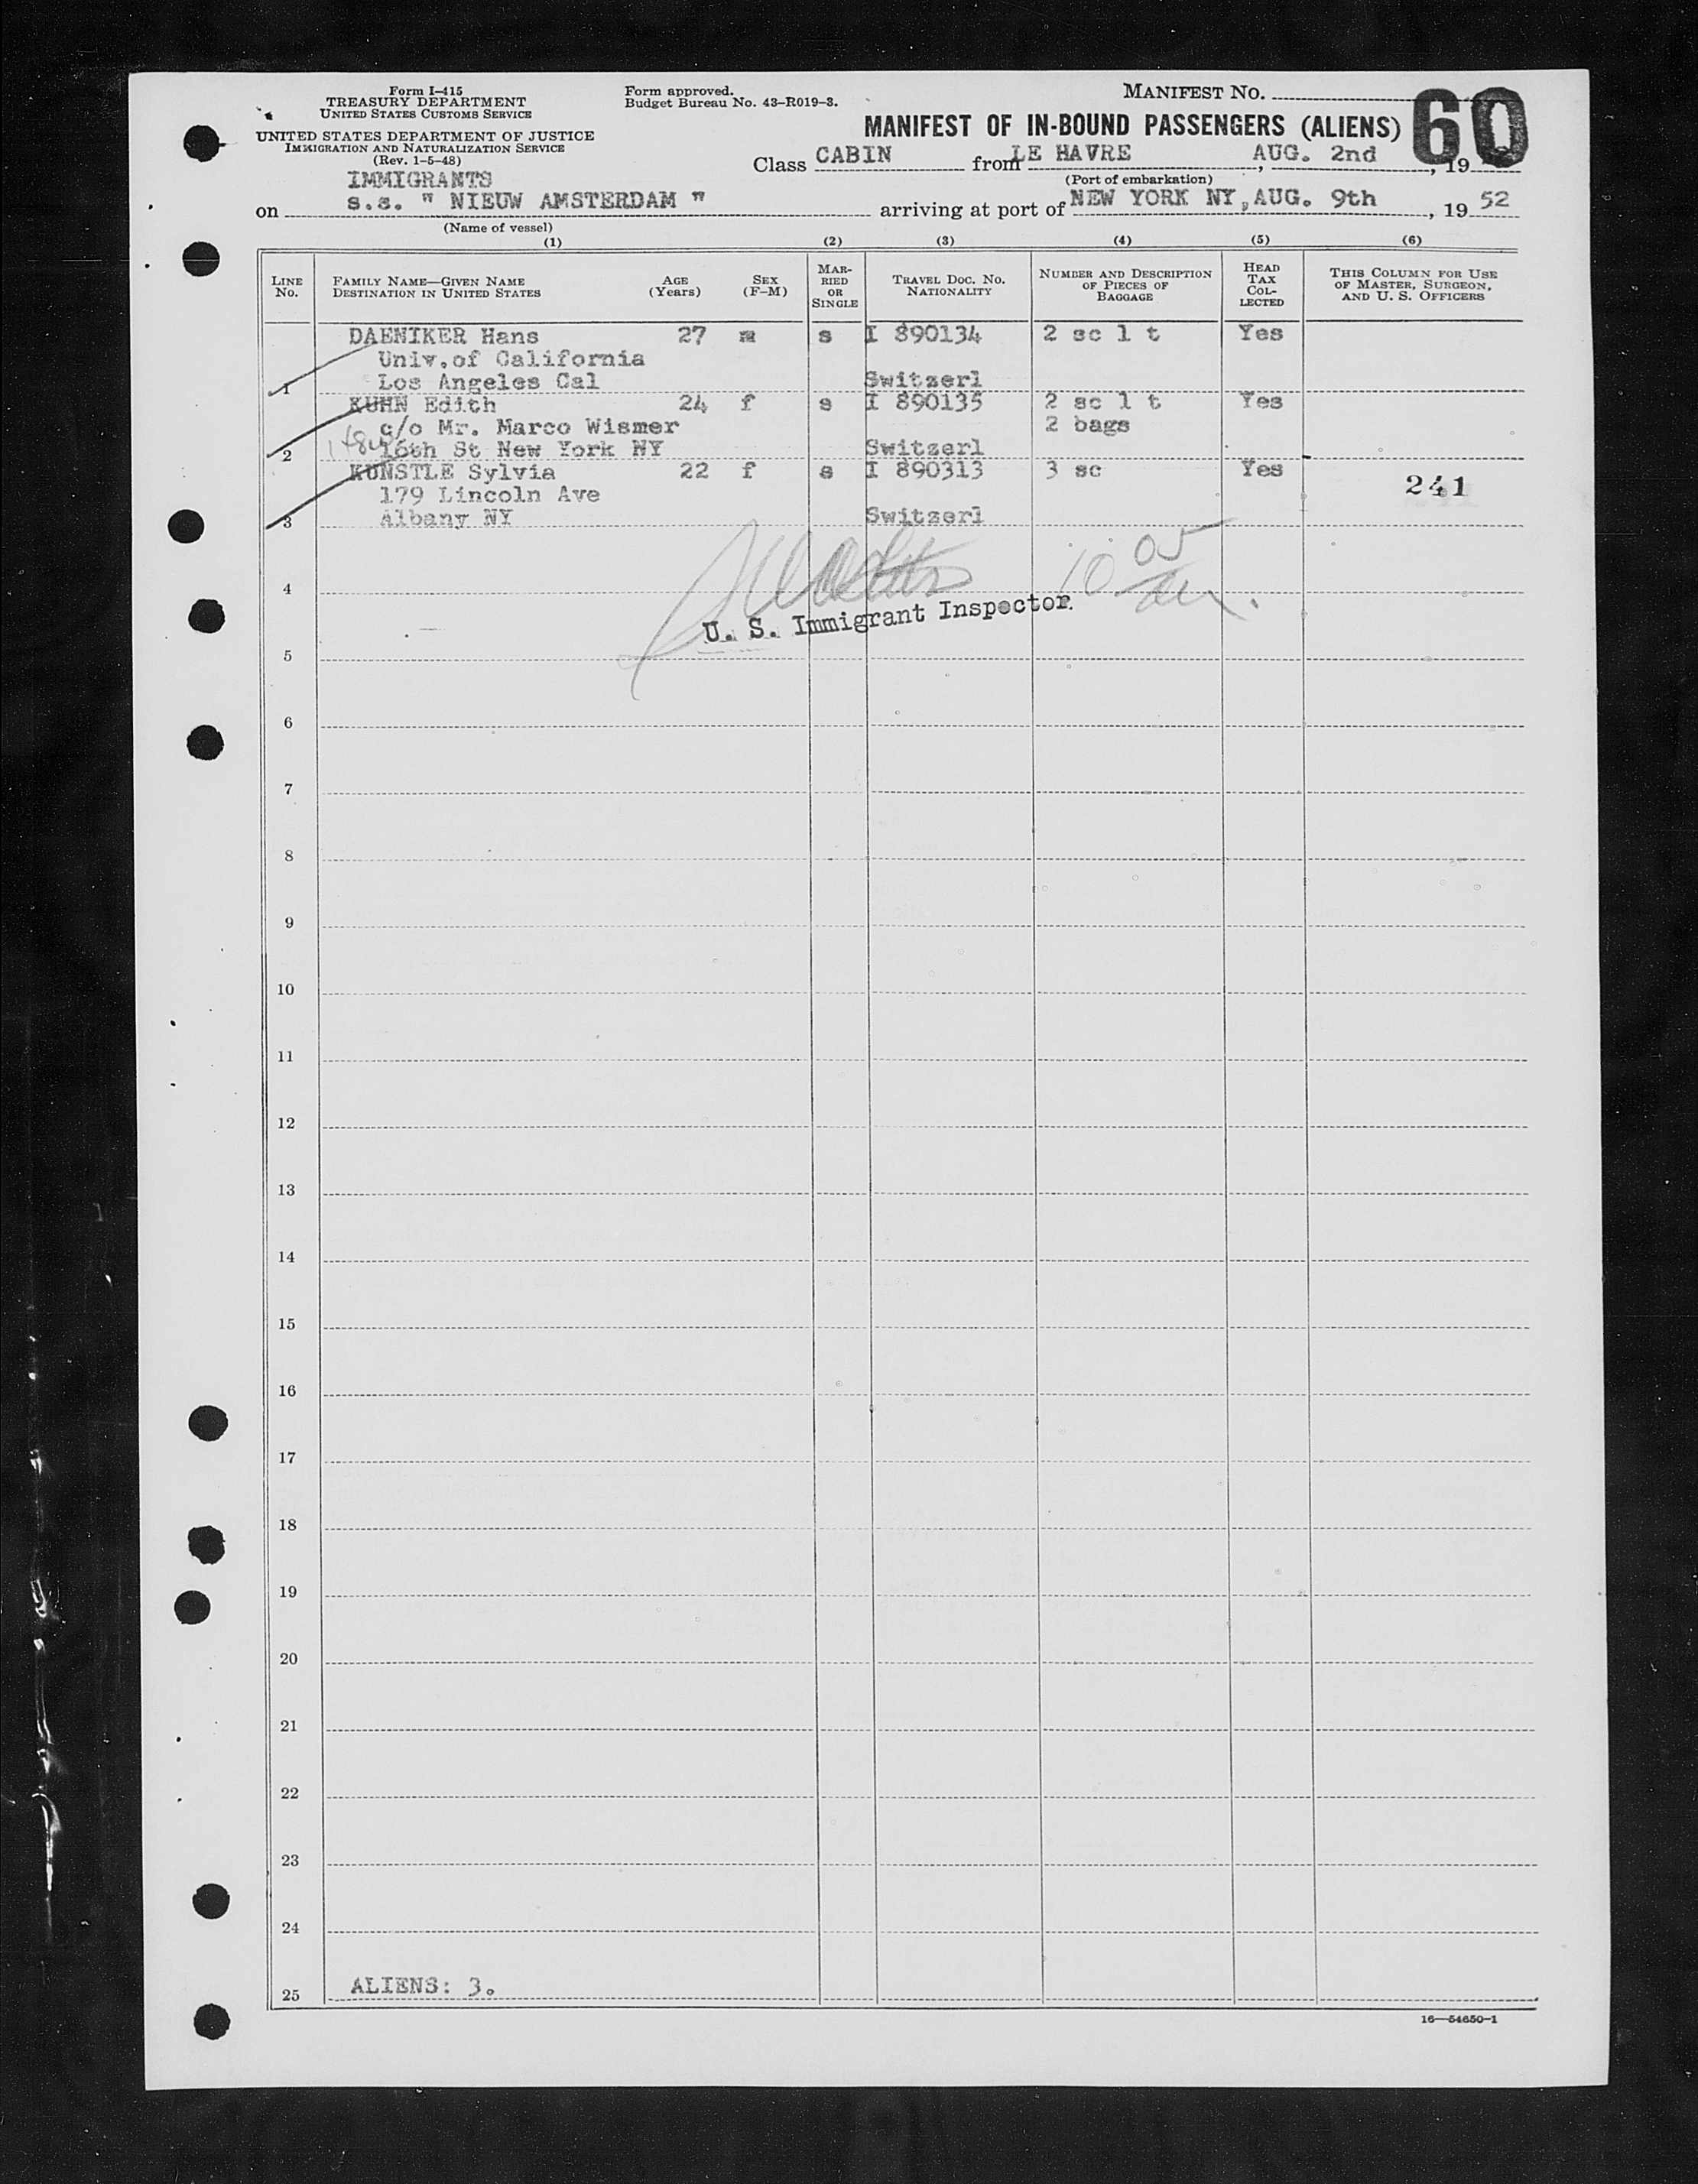 Form I-415
TREASURY DEPARTMENT
UNITED STATES CUSTOMS SERVICE
UNITED STATES DEPARTMENT OF JUSTICE
IMMIGRATION AND NATURALIZATION SERVICE
(Rev. 1-5-48)
Form approved.
Budget Bureau No. 43-R019-3.
MANIFEST NO.
60
MANIFEST OF IN-BOUND PASSENGERS (ALIENS)
Class CABIN from LE HAVRE, AUG. 2nd, 19
(Port of embarkation)
IMMIGRANTS
on s.s. " NIEUW AMSTERDAM " arriving at port of NEW YORK NY, AUG. 9th, 19 52
(Name of vessel)
(1) (2) (3) (4) (5) (6)
LINE NO. FAMILY NAME—GIVEN NAME DESTINATION IN UNITED STATES AGE (Years) SEX (F-M) MARRIED OR SINGLE TRAVEL DOC. NO. NATIONALITY NUMBER AND DESCRIPTION OF PIECES OF BAGGAGE HEAD TAX COLLECTED THIS COLUMN FOR USE OF MASTER, SURGEON, AND U. S. OFFICERS
DAENIKER Hans 27 m s I 890134 2 sc 1 t Yes
Univ.of California
1 Los Angeles Cal Switzerl
KUHN Edith 24 f s I 890135 2 sc 1 t Yes
c/o Mr. Marco Wismer 2 bags
2 16th St New York NY Switzerl
KUNSTLE Sylvia 22 f s I 890313 3 sc Yes
179 Lincoln Ave 241
3 Albany NY Switzerl
10 05 am.
4
U. S. Immigrant Inspector.
5
6
7
8
9
10
11
12
13
14
15
16
17
18
19
20
21
22
23
24
25 ALIENS: 3.
16—54650-1